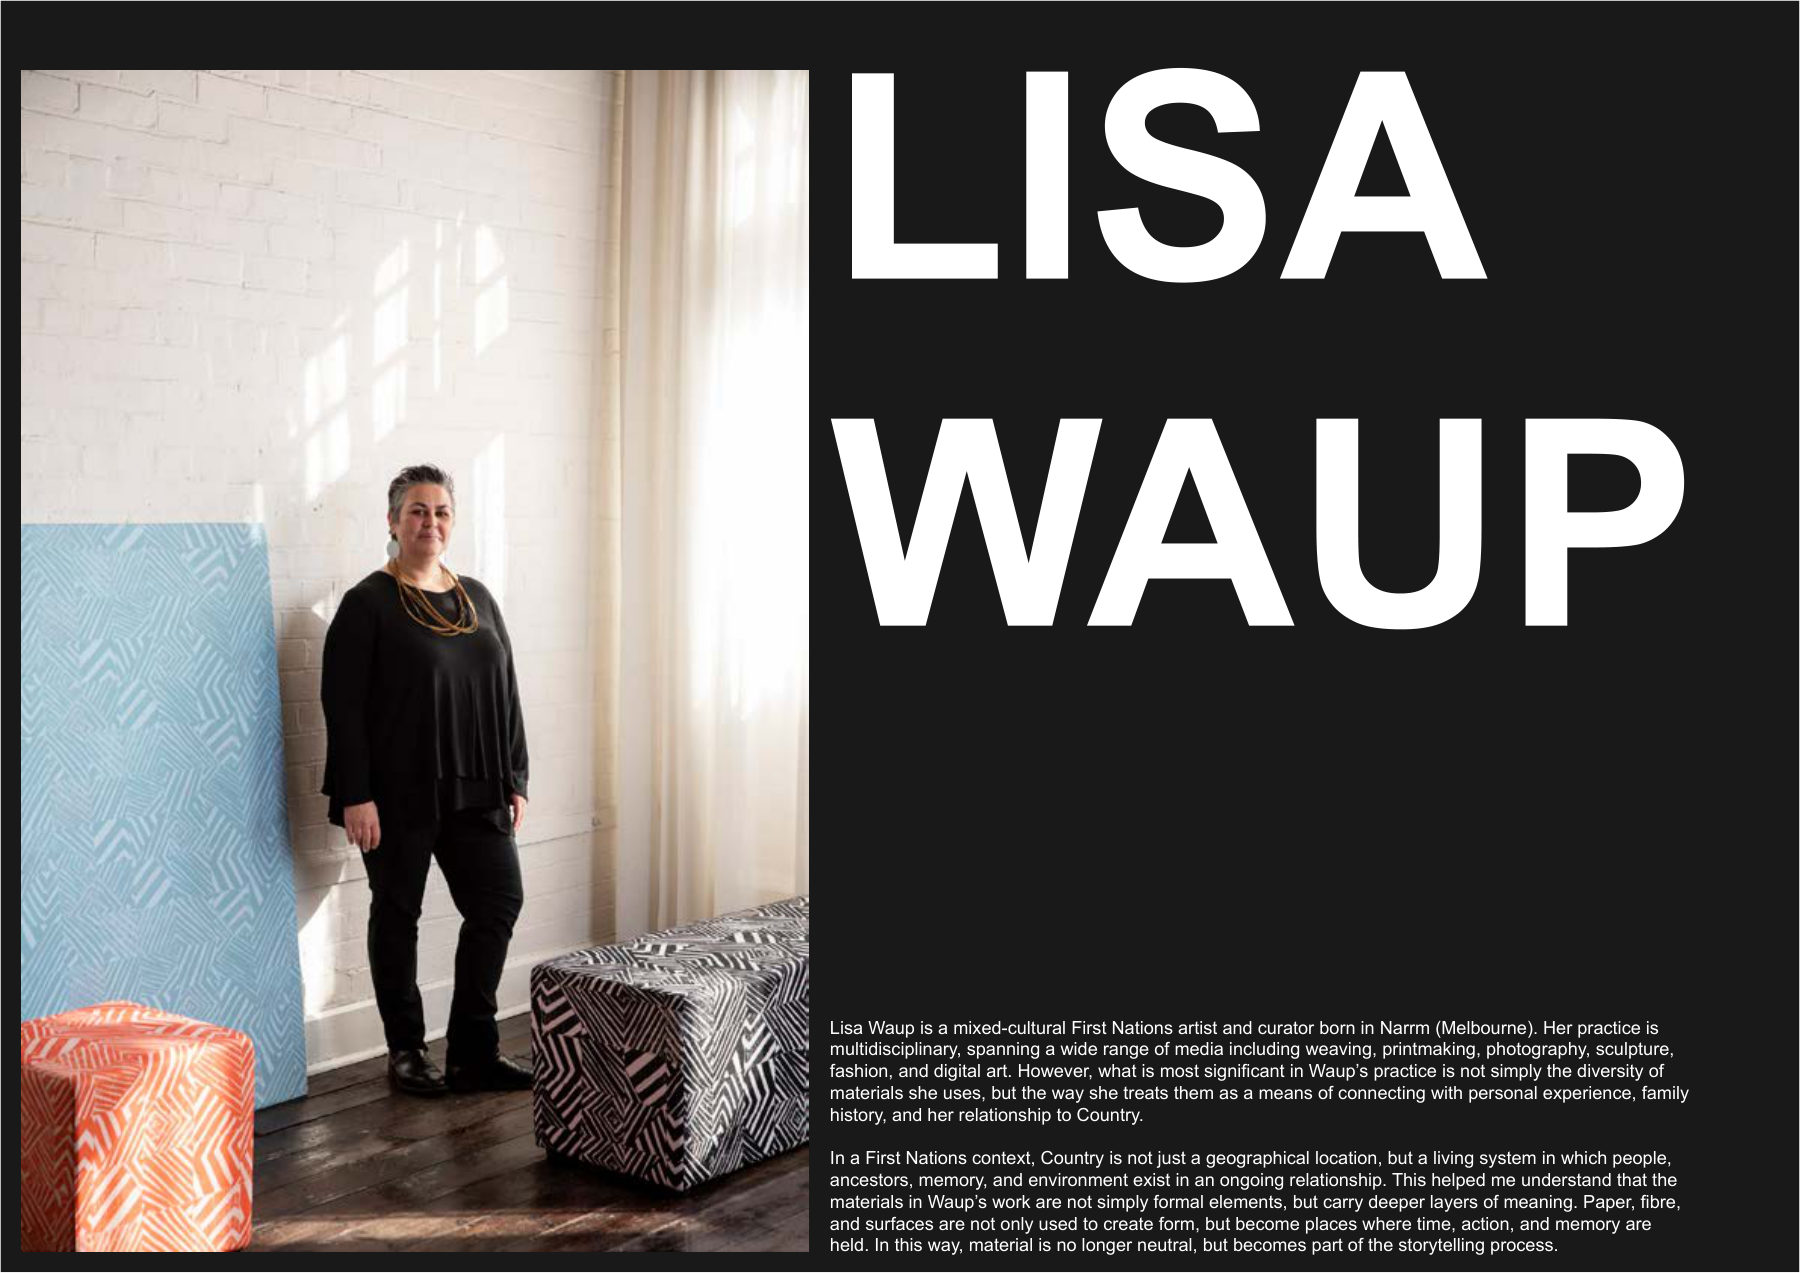 LISA
WAUP
Lisa Waup is a mixed-cultural First Nations artist and curator born in Narrm (Melbourne). Her practice is
multidisciplinary, spanning a wide range of media including weaving, printmaking, photography, sculpture,
fashion, and digital art. However, what is most significant in Waup’s practice is not simply the diversity of
materials she uses, but the way she treats them as a means of connecting with personal experience, family
history, and her relationship to Country.
In a First Nations context, Country is not just a geographical location, but a living system in which people,
ancestors, memory, and environment exist in an ongoing relationship. This helped me understand that the
materials in Waup’s work are not simply formal elements, but carry deeper layers of meaning. Paper, fibre,
and surfaces are not only used to create form, but become places where time, action, and memory are
held. In this way, material is no longer neutral, but becomes part of the storytelling process.